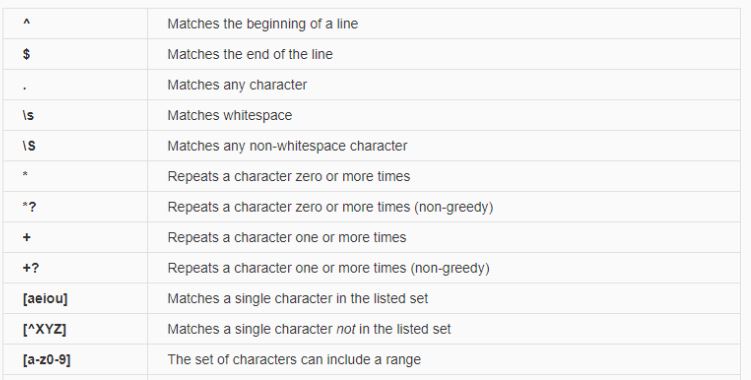 ^ Matches the beginning of a line
$ Matches the end of the line
. Matches any character
\s Matches whitespace
\S Matches any non-whitespace character
* Repeats a character zero or more times
*? Repeats a character zero or more times (non-greedy)
+ Repeats a character one or more times
+? Repeats a character one or more times (non-greedy)
[aeiou] Matches a single character in the listed set
[^XYZ] Matches a single character not in the listed set
[a-z0-9] The set of characters can include a range